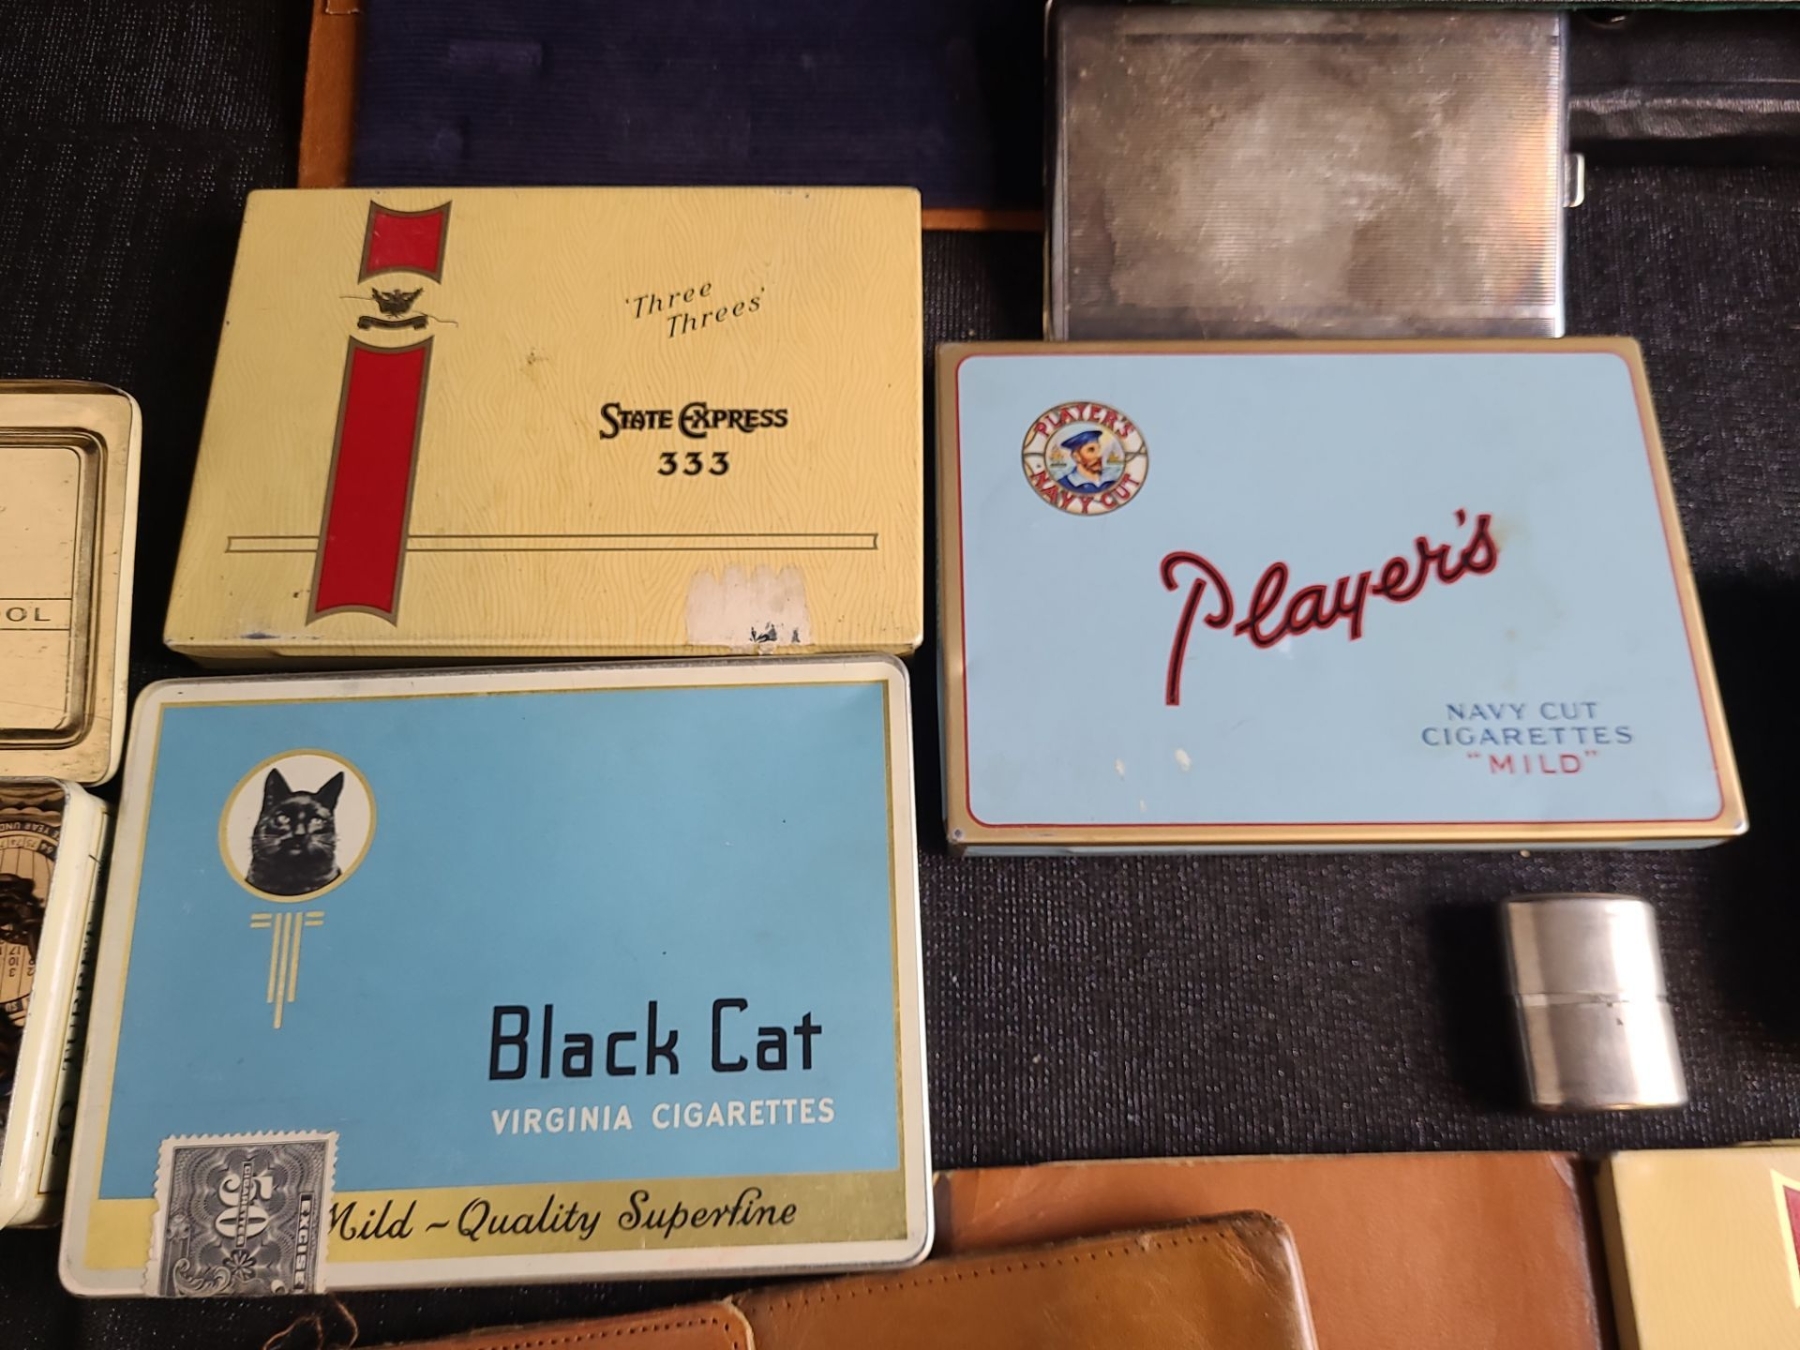 'Three
Threes'
STATE EXPRESS
333
PLAYER'S
NAVY CUT
Player's
NAVY CUT
CIGARETTES
"MILD"
OL
Black Cat
VIRGINIA CIGARETTES
Mild ~ Quality Superfine
50
CIGARETTES
EXCISE